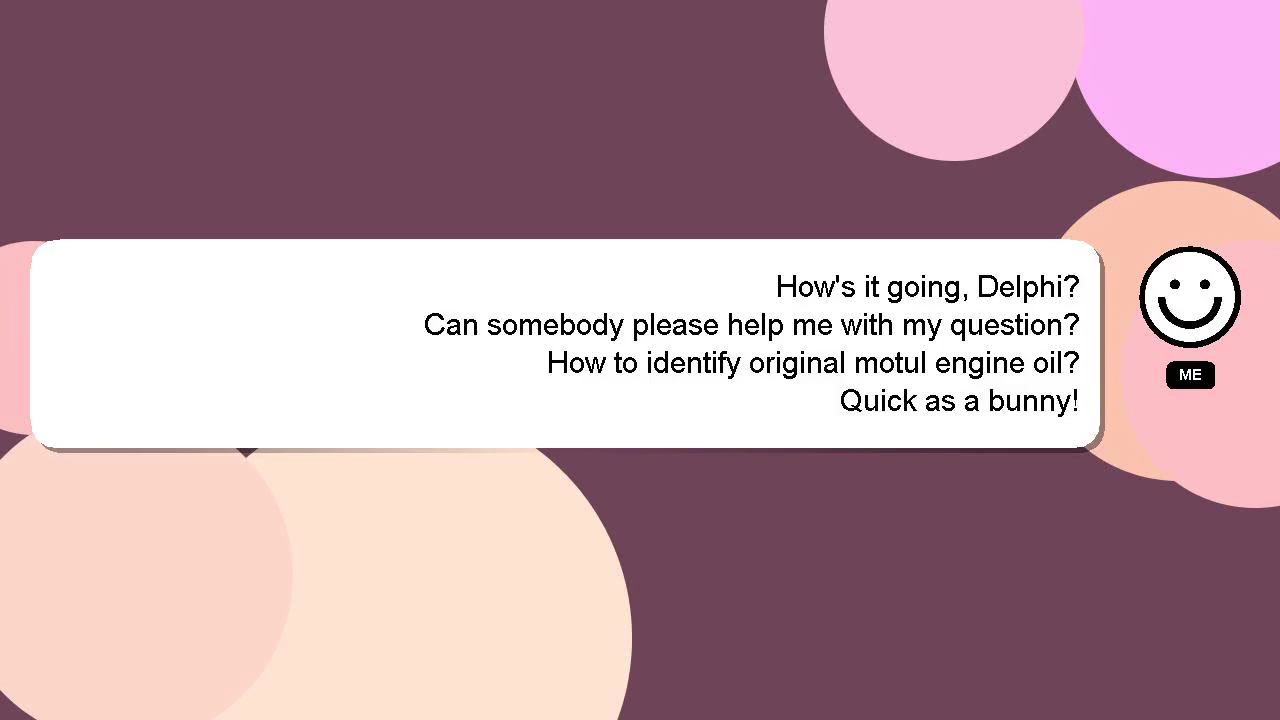 How's it going, Delphi?
Can somebody please help me with my question?
How to identify original motul engine oil?
Quick as a bunny!
ME